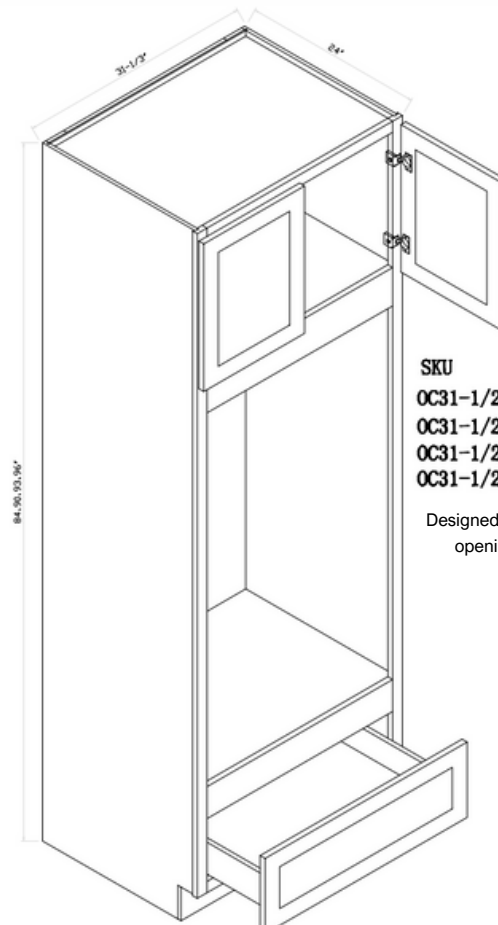 31-1/3"
24"
84.90.93.96"
SKU
OC31-1/2
OC31-1/2
OC31-1/2
OC31-1/2
Designed
openi